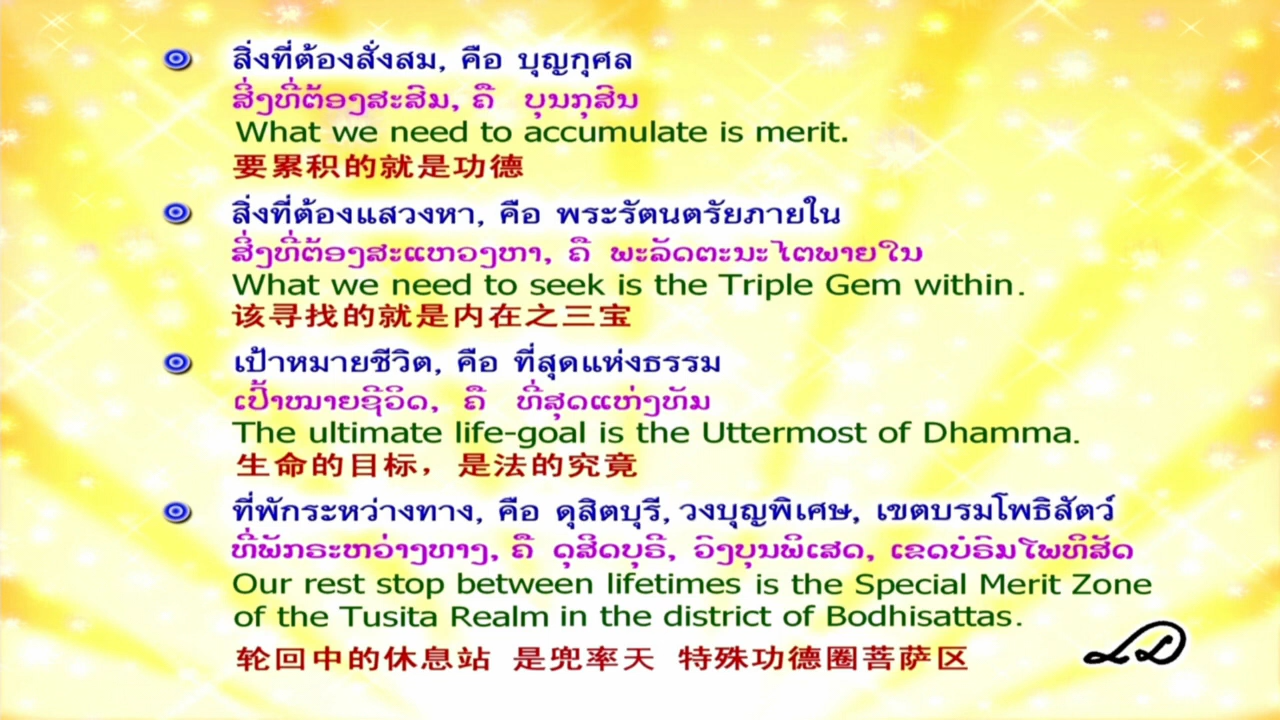 สิ่งที่ต้องสั่งสม, คือ บุญกุศล
ສິ່ງທີ່ຕ້ອງສະສົມ, ຄື ບຸນກຸສົນ
What we need to accumulate is merit.
要累积的就是功德
สิ่งที่ต้องแสวงหา, คือ พระรัตนตรัยภายใน
ສິ່ງທີ່ຕ້ອງສະແຫວງຫາ, ຄື ພະລັດຕະນະໄຕພາຍໃນ
What we need to seek is the Triple Gem within.
该寻找的就是内在之三宝
เป้าหมายชีวิต, คือ ที่สุดแห่งธรรม
ເປົ້າໝາຍຊີວິດ, ຄື ທີ່ສຸດແຫ່ງທັມ
The ultimate life-goal is the Uttermost of Dhamma.
生命的目标，是法的究竟
ที่พักระหว่างทาง, คือ ดุสิตบุรี, วงบุญพิเศษ, เขตบรมโพธิสัตว์
ທີ່ພັກຣະຫວ່າງທາງ, ຄື ດຸສິດບຸຣີ, ວົງບຸນພິເສດ, ເຂດບໍຣົມໂພທິສັດ
Our rest stop between lifetimes is the Special Merit Zone
of the Tusita Realm in the district of Bodhisattas.
轮回中的休息站 是兜率天 特殊功德圈菩萨区